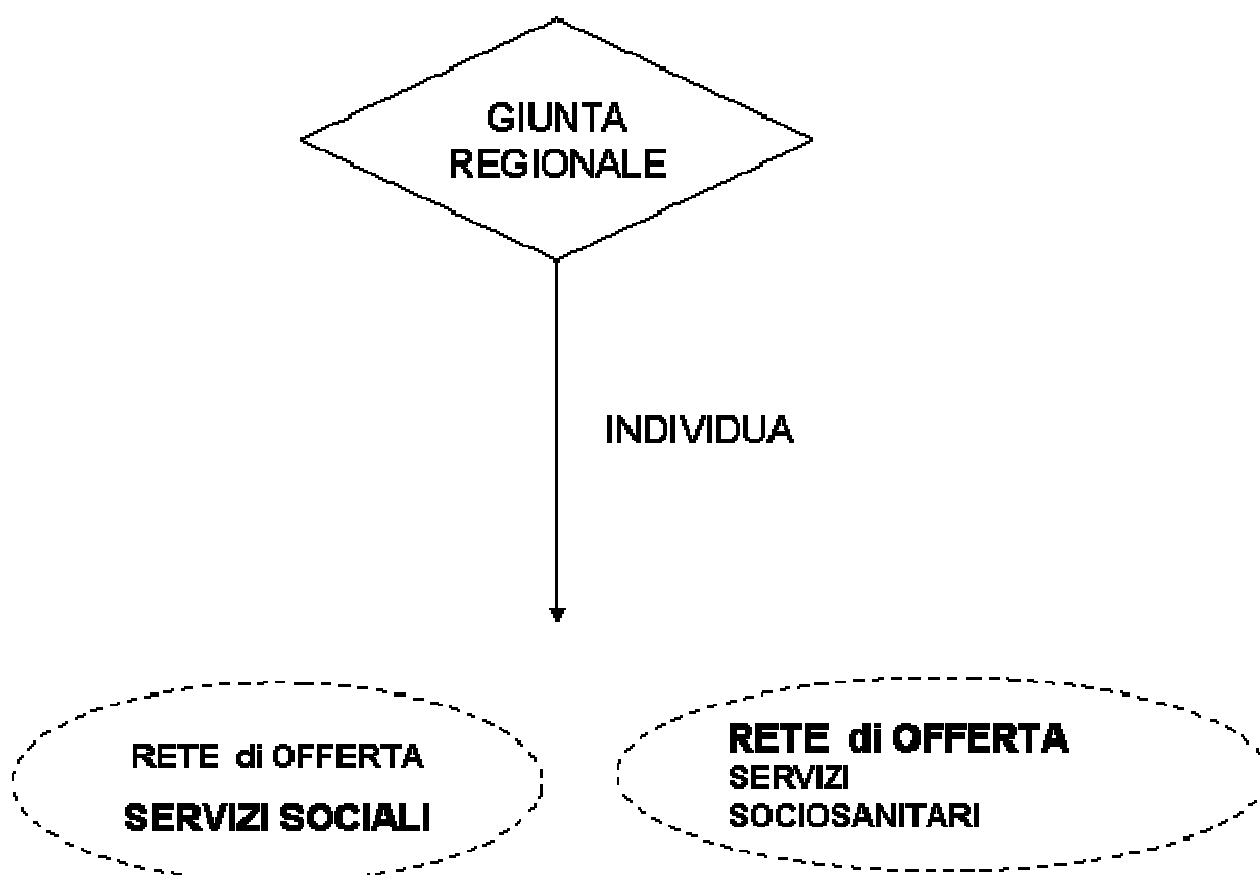 GIUNTA
REGIONALE
INDIVIDUA
RETE di OFFERTA
SERVIZI SOCIALI
RETE di OFFERTA
SERVIZI
SOCIOSANITARI